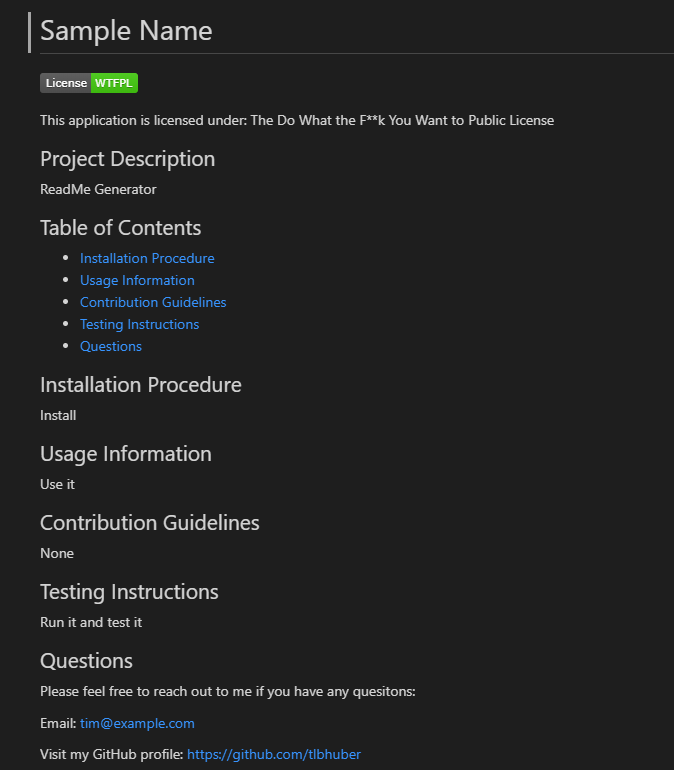 Sample Name
License WTFPL
This application is licensed under: The Do What the F**k You Want to Public License
Project Description
ReadMe Generator
Table of Contents
Installation Procedure
Usage Information
Contribution Guidelines
Testing Instructions
Questions
Installation Procedure
Install
Usage Information
Use it
Contribution Guidelines
None
Testing Instructions
Run it and test it
Questions
Please feel free to reach out to me if you have any quesitons:
Email: tim@example.com
Visit my GitHub profile: https://github.com/tlbhuber